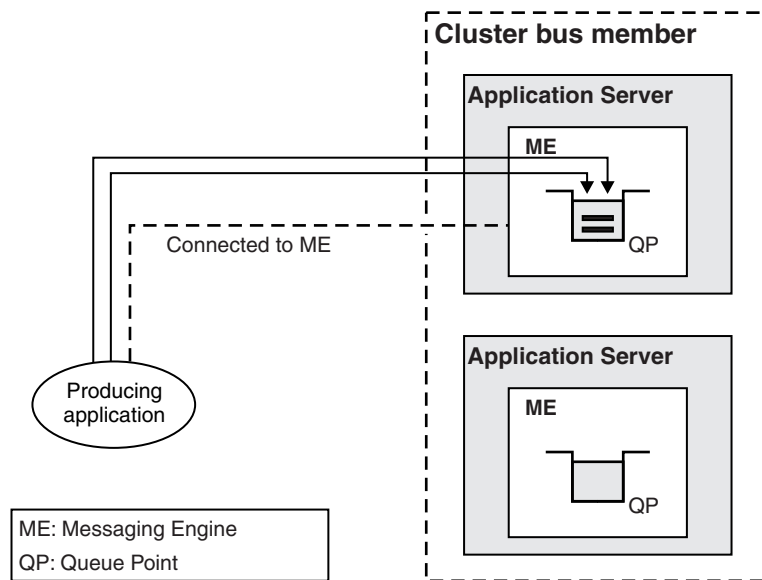 Cluster bus member
Application Server
ME
QP
Connected to ME
Application Server
ME
QP
Producing
application
ME: Messaging Engine
QP: Queue Point